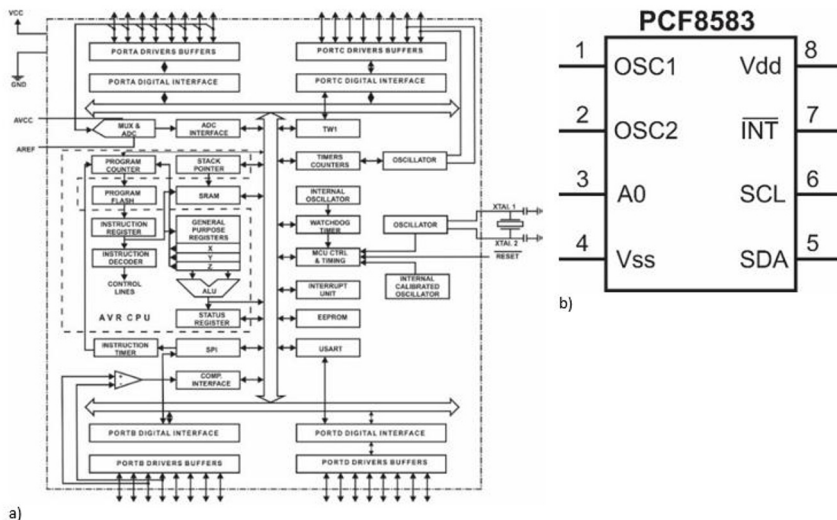 VCC
GND
PORTA DRIVERS BUFFERS
PORTC DRIVERS BUFFERS
PORTA DIGITAL INTERFACE
PORTC DIGITAL INTERFACE
AVCC
MUX &
ADC
ADC
INTERFACE
TW1
AREF
PROGRAM
COUNTER
STACK
POINTER
TIMERS
COUNTERS
OSCILLATOR
PROGRAM
FLASH
SRAM
INTERNAL
OSCILLATOR
INSTRUCTION
REGISTER
GENERAL
PURPOSE
REGISTERS
X
Y
Z
WATCHDOG
TIMER
OSCILLATOR
XTAL 1
XTAL 2
INSTRUCTION
DECODER
MCU CTRL
& TIMING
RESET
CONTROL
LINES
ALU
INTERRUPT
UNIT
INTERNAL
CALIBRATED
OSCILLATOR
AVR CPU
STATUS
REGISTER
EEPROM
INSTRUCTION
TIMER
SPI
USART
+
-
COMP.
INTERFACE
PORTB DIGITAL INTERFACE
PORTD DIGITAL INTERFACE
PORTB DRIVERS BUFFERS
PORTD DRIVERS BUFFERS
a)
PCF8583
1 OSC1 Vdd 8
2 OSC2 INT 7
3 A0 SCL 6
4 Vss SDA 5
b)